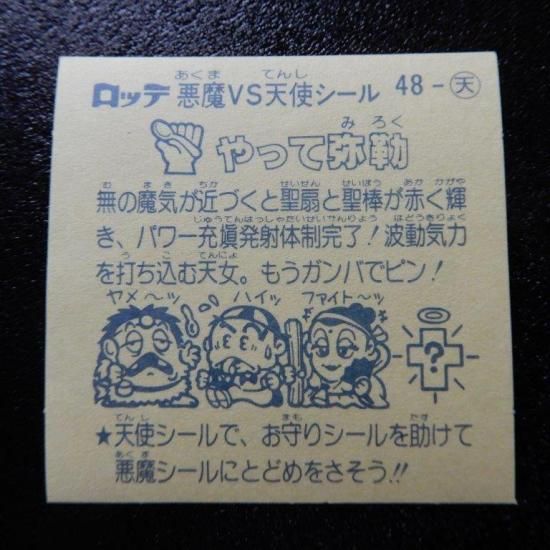 ロッテ 悪魔VS天使シール 48-天
やって弥勒
無の魔気が近づくと聖扇と聖棒が赤く輝
き、パワー充塡発射体制完了!波動気力
を打ち込む天女。もうガンバでピン!
ヤメ〜ッ ハイッ ファイト〜ッ
?
★天使シールで、お守りシールを助けて
悪魔シールにとどめをさそう!!